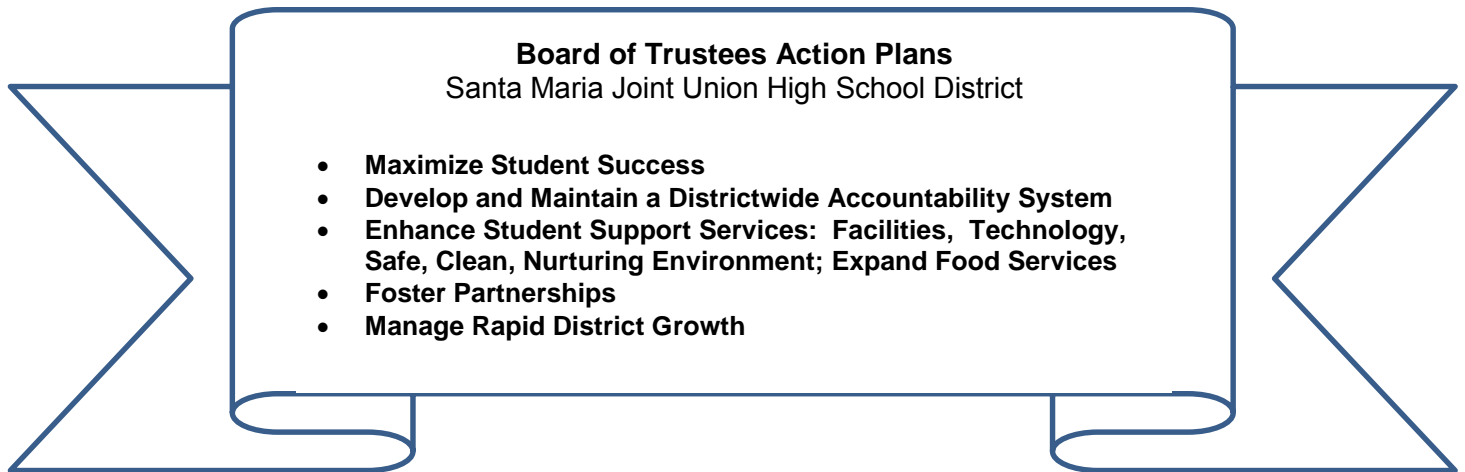 Board of Trustees Action Plans
Santa Maria Joint Union High School District
• Maximize Student Success
• Develop and Maintain a Districtwide Accountability System
• Enhance Student Support Services: Facilities, Technology,
Safe, Clean, Nurturing Environment; Expand Food Services
• Foster Partnerships
• Manage Rapid District Growth